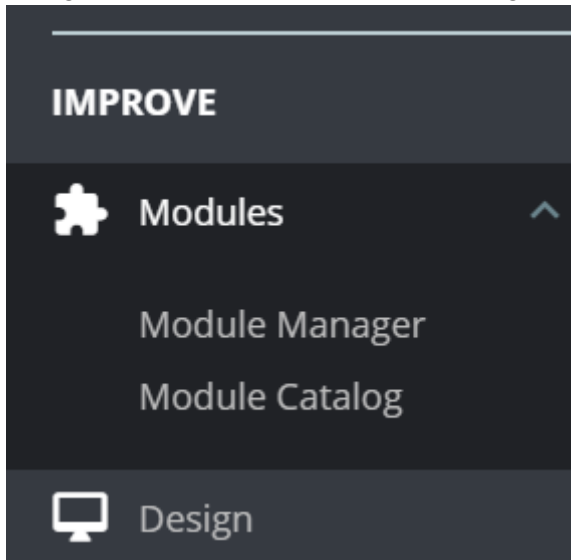 IMPROVE
Modules
Module Manager
Module Catalog
Design